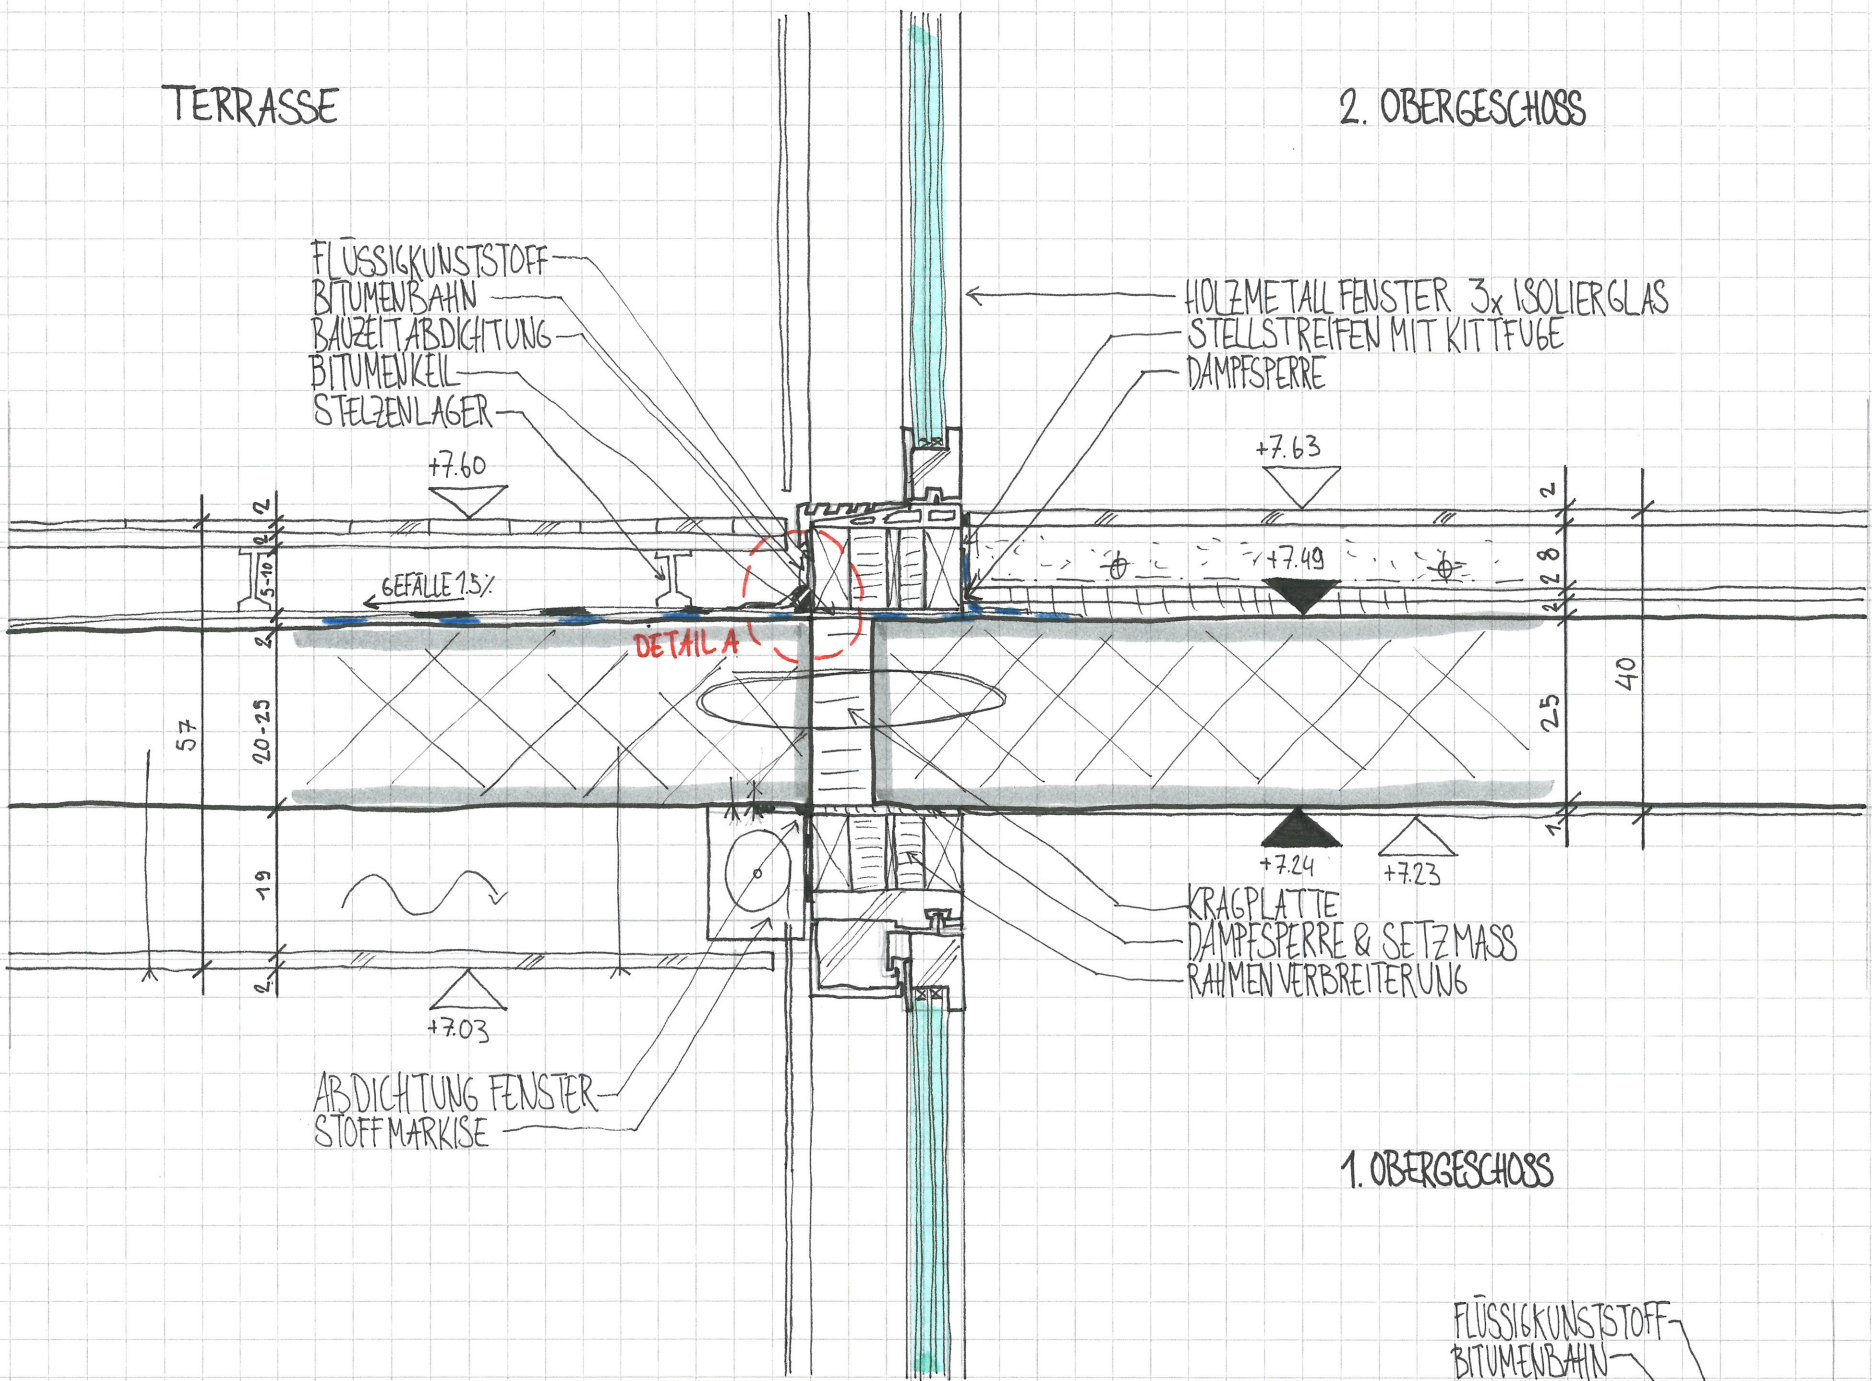 TERRASSE
2. OBERGESCHOSS
FLÜSSIGKUNSTSTOFF
BITUMENBAHN
BAUZEITABDICHTUNG
BITUMENKEIL
STELZENLAGER
HOLZMETALLFENSTER 3x ISOLIERGLAS
STELLSTREIFEN MIT KITTFUGE
DAMPFSPERRE
+7.60
+7.63
2
2
5-10
2
20-25
19
2
57
GEFÄLLE 1.5%
DETAIL A
+7.49
2
8
2
2
25
1
40
+7.24
+7.23
KRAGPLATTE
DAMPFSPERRE & SETZMASS
RAHMENVERBREITERUNG
+7.03
ABDICHTUNG FENSTER
STOFFMARKISE
1. OBERGESCHOSS
FLÜSSIGKUNSTSTOFF
BITUMENBAHN